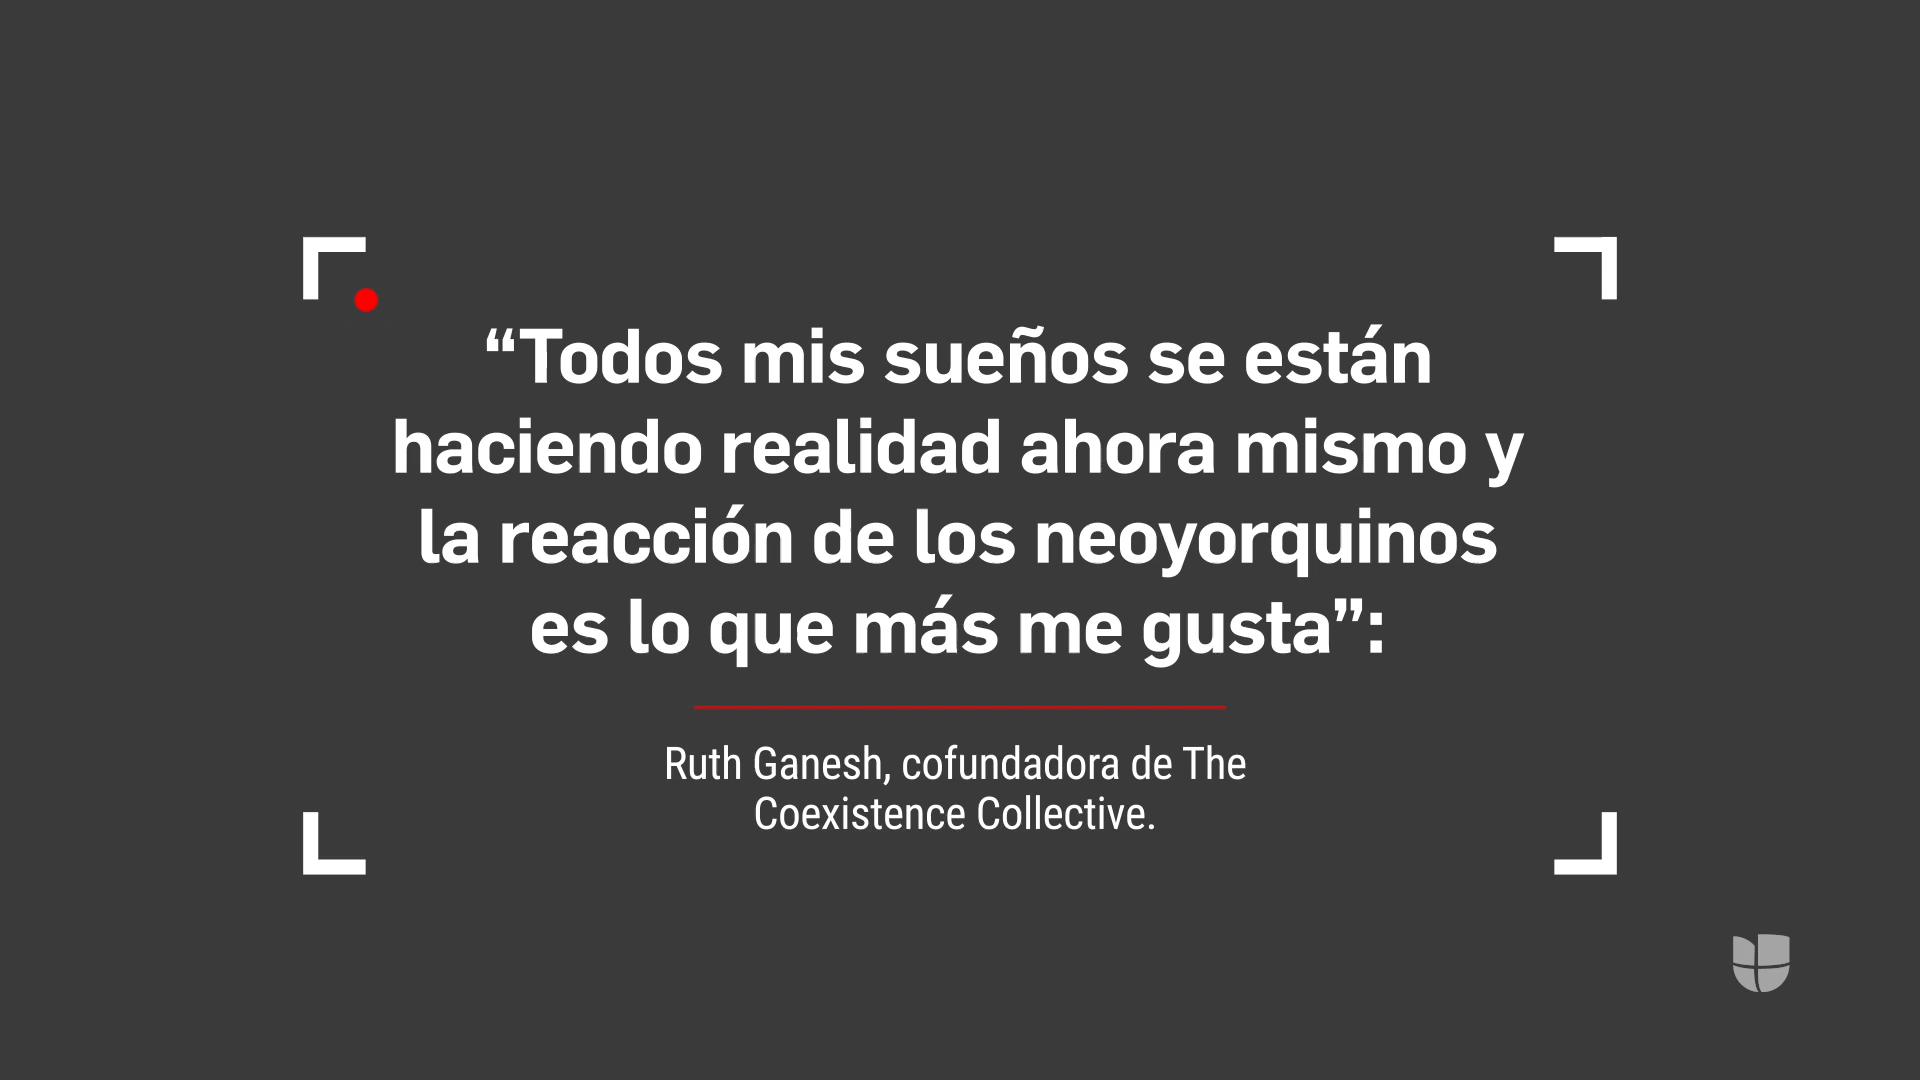 “Todos mis sueños se están
haciendo realidad ahora mismo y
la reacción de los neoyorquinos
es lo que más me gusta”:
Ruth Ganesh, cofundadora de The
Coexistence Collective.